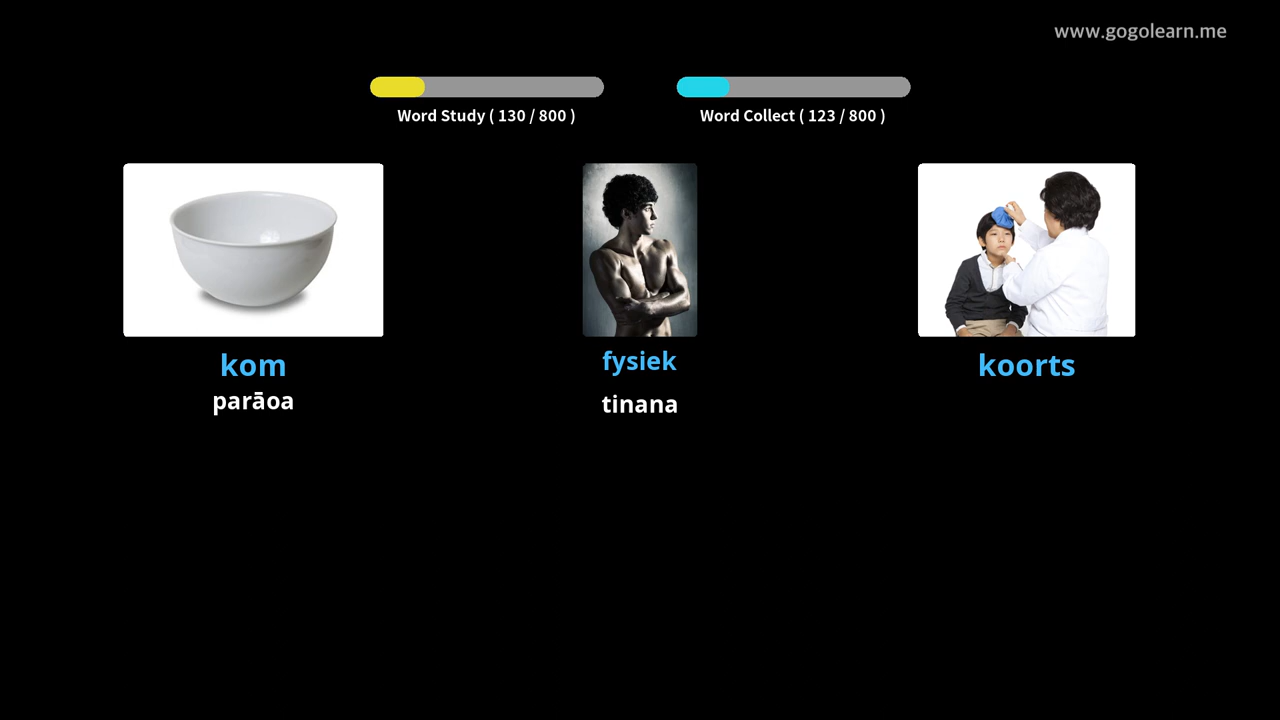 www.gogolearn.me
Word Study ( 130 / 800 )
Word Collect ( 123 / 800 )
kom
parāoa
fysiek
tinana
koorts